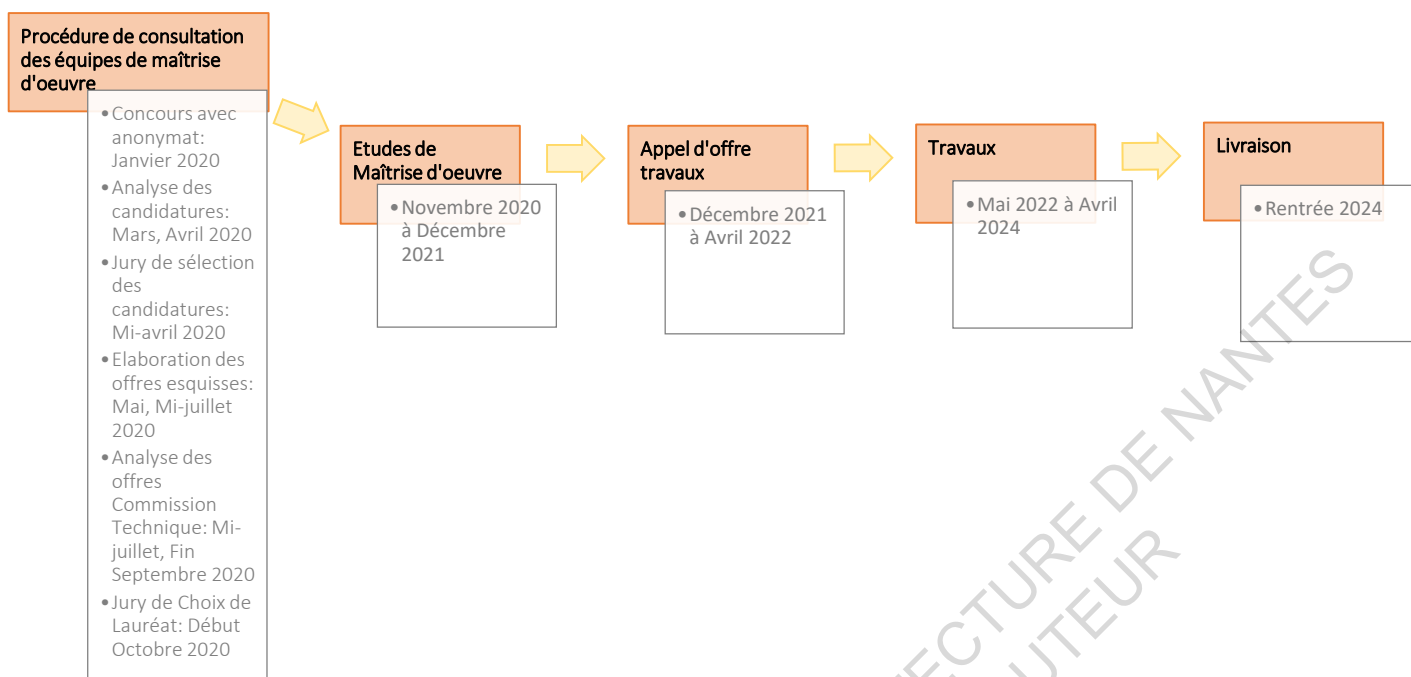 Procédure de consultation
des équipes de maîtrise
d'oeuvre
•Concours avec
anonymat:
Janvier 2020
•Analyse des
candidatures:
Mars, Avril 2020
•Jury de sélection
des
candidatures:
Mi-avril 2020
•Elaboration des
offres esquisses:
Mai, Mi-juillet
2020
•Analyse des
offres
Commission
Technique: Mi-
juillet, Fin
Septembre 2020
•Jury de Choix de
Lauréat: Début
Octobre 2020
Etudes de
Maîtrise d'oeuvre
•Novembre 2020
à Décembre
2021
Appel d'offre
travaux
•Décembre 2021
à Avril 2022
Travaux
•Mai 2022 à Avril
2024
Livraison
•Rentrée 2024
ECTURE DE NANTES
UTEUR